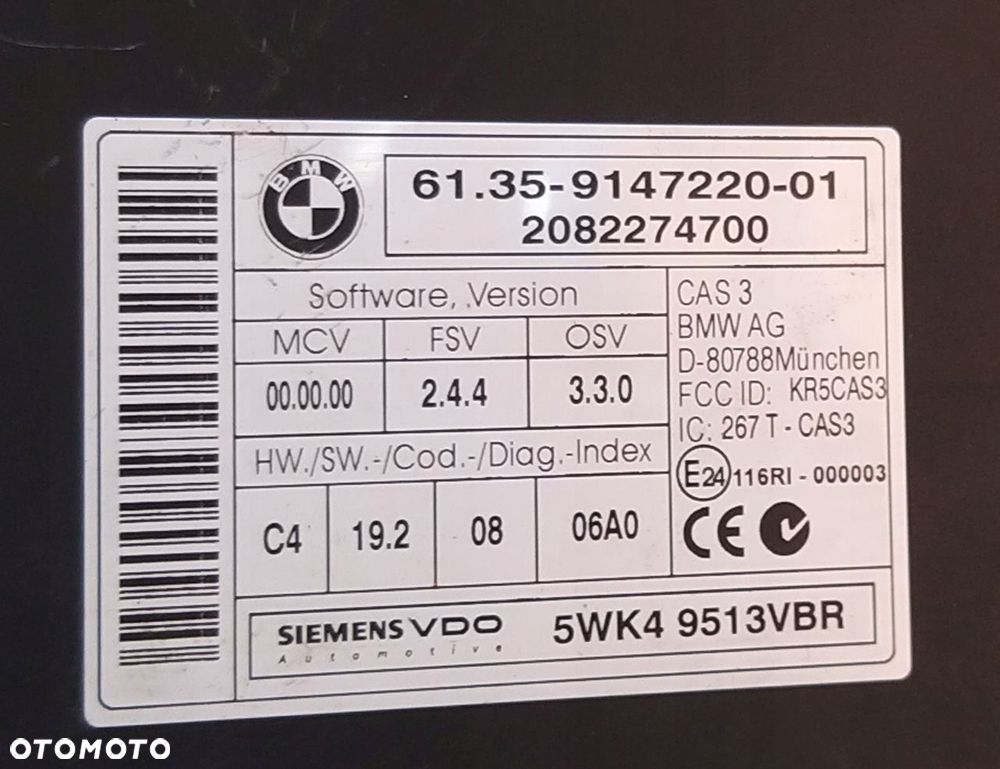 BMW
61.35-9147220-01
2082274700
Software, .Version
MCV FSV OSV
00.00.00 2.4.4 3.3.0
HW./SW.-/Cod.-/Diag.-Index
C4 19.2 08 06A0
CAS 3
BMW AG
D-80788München
FCC ID: KR5CAS3
IC: 267 T - CAS3
E24 116RI - 000003
CE
SIEMENS VDO
Automotive
5WK4 9513VBR
OTOMOTO